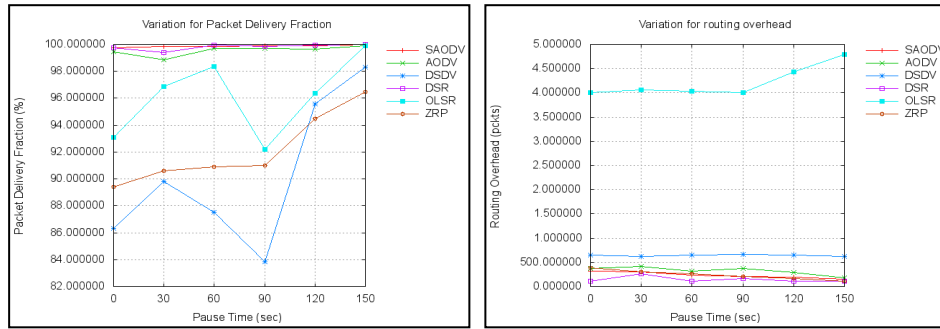 Variation for Packet Delivery Fraction
100.000000
98.000000
96.000000
94.000000
92.000000
90.000000
88.000000
86.000000
84.000000
82.000000
Packet Delivery Fraction (%)
0 30 60 90 120 150
Pause Time (sec)
SAODV
AODV
DSDV
DSR
OLSR
ZRP
Variation for routing overhead
5.000000
4.500000
4.000000
3.500000
3.000000
2.500000
2.000000
1.500000
1.000000
500.000000
0.000000
Routing Overhead (pckts)
0 30 60 90 120 150
Pause Time (sec)
SAODV
AODV
DSDV
DSR
OLSR
ZRP